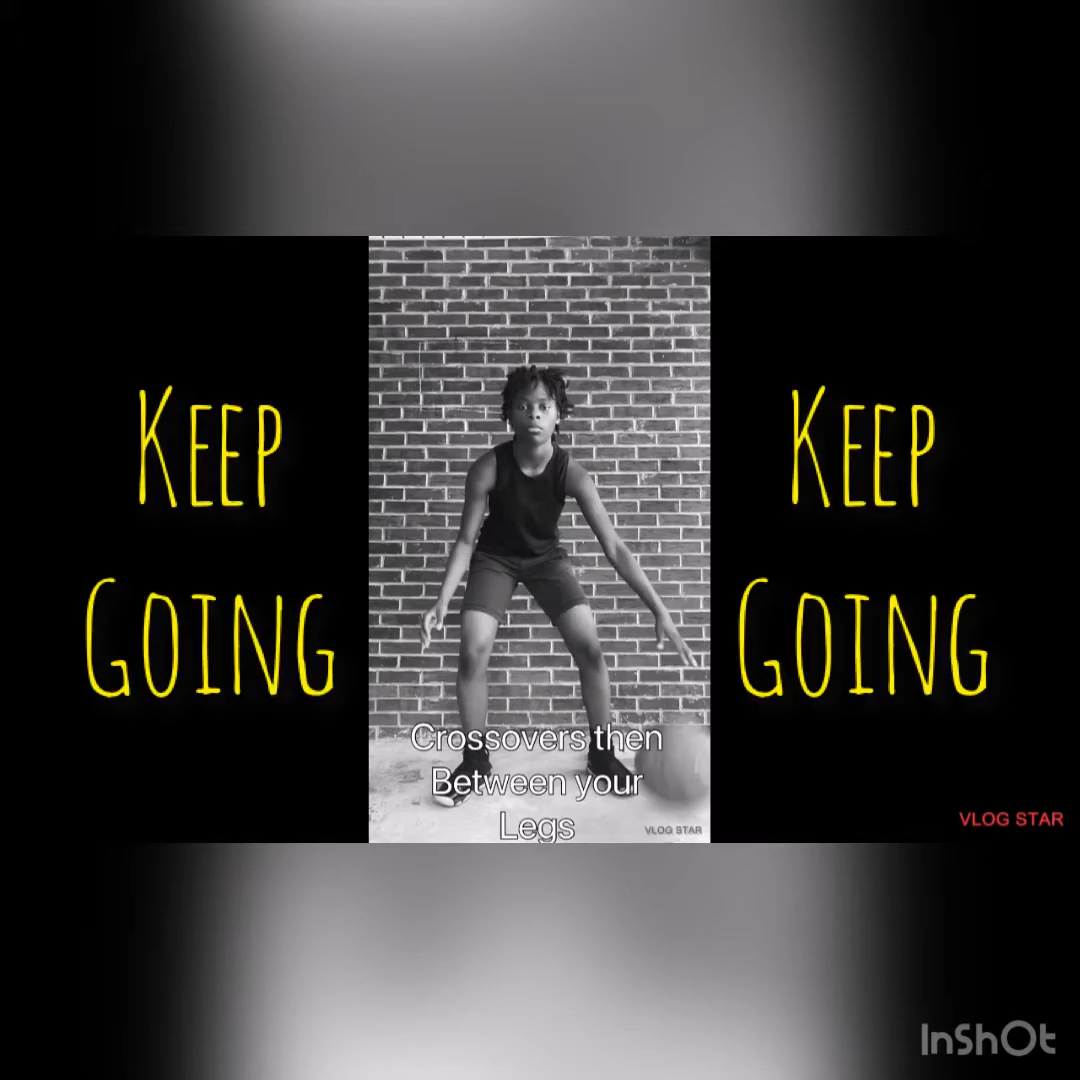 Keep
Going
Keep
Going
Crossovers then
Between your
Legs
VLOG STAR
VLOG STAR
InShOt